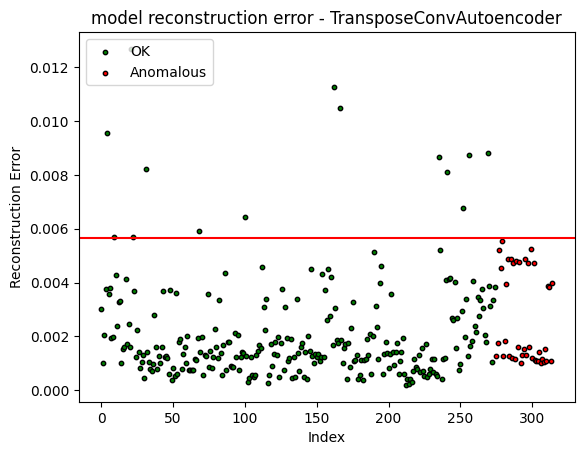 model reconstruction error - TransposeConvAutoencoder
OK
Anomalous
0.012
0.010
0.008
0.006
0.004
0.002
0.000
Reconstruction Error
0
50
100
150
200
250
300
Index